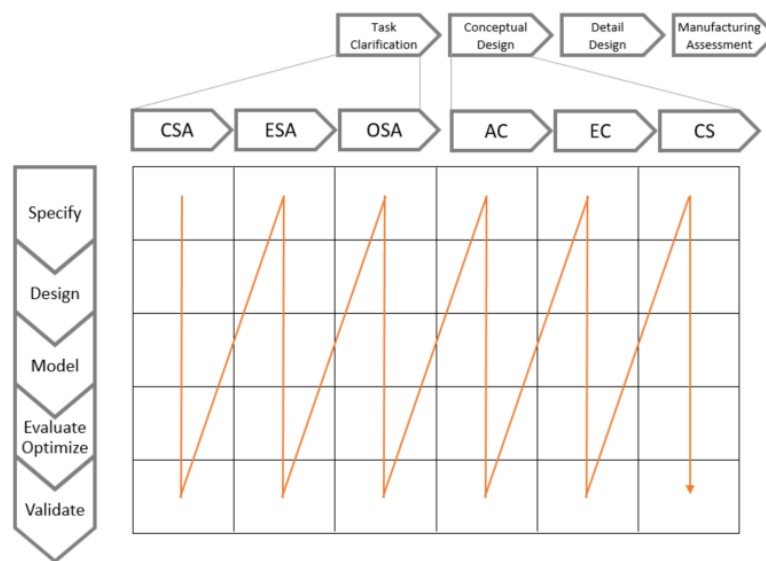 Task
Clarification
Conceptual
Design
Detail
Design
Manufacturing
Assessment
CSA
ESA
OSA
AC
EC
CS
Specify
Design
Model
Evaluate
Optimize
Validate